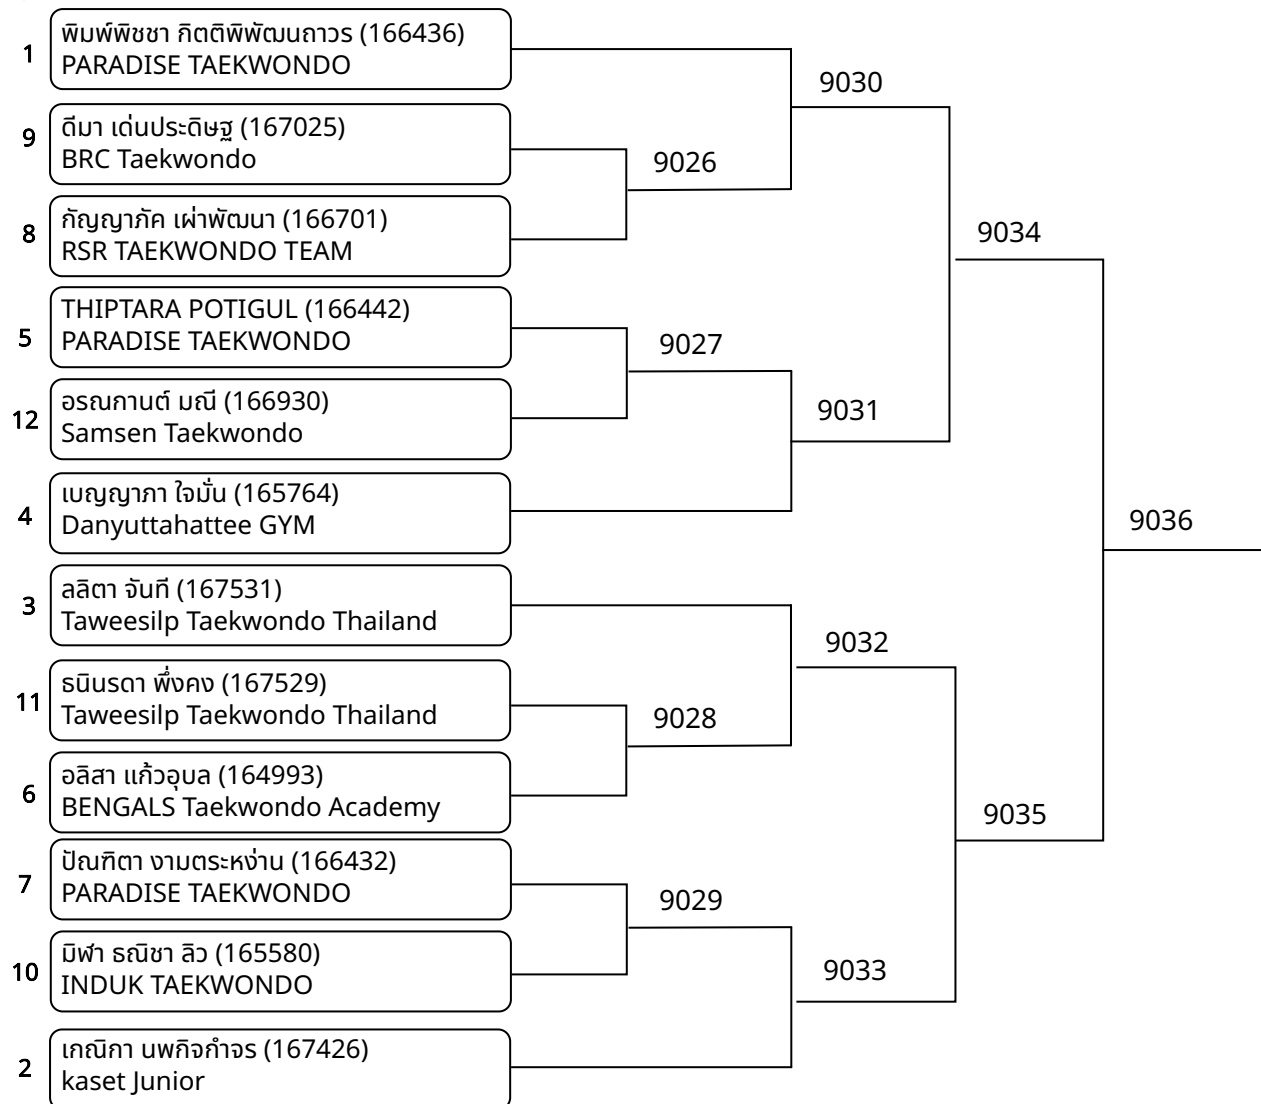 1
พิมพ์พิชชา กิตติพิพัฒนถาวร (166436)
PARADISE TAEKWONDO
9030
9
ดีมา เด่นประดิษฐ (167025)
BRC Taekwondo
9026
8
กัญญาภัค เผ่าพัฒนา (166701)
RSR TAEKWONDO TEAM
9034
5
THIPTARA POTIGUL (166442)
PARADISE TAEKWONDO
9027
12
อรณกานต์ มณี (166930)
Samsen Taekwondo
9031
4
เบญญาภา ใจมั่น (165764)
Danyuttahattee GYM
9036
3
ลลิตา จันที (167531)
Taweesilp Taekwondo Thailand
9032
11
ธนินรดา พึ่งคง (167529)
Taweesilp Taekwondo Thailand
9028
6
อลิสา แก้วอุบล (164993)
BENGALS Taekwondo Academy
9035
7
ปัณฑิตา งามตระหง่าน (166432)
PARADISE TAEKWONDO
9029
10
มิฬา ธณิชา ลิว (165580)
INDUK TAEKWONDO
9033
2
เกณิกา นพกิจกำจร (167426)
kaset Junior